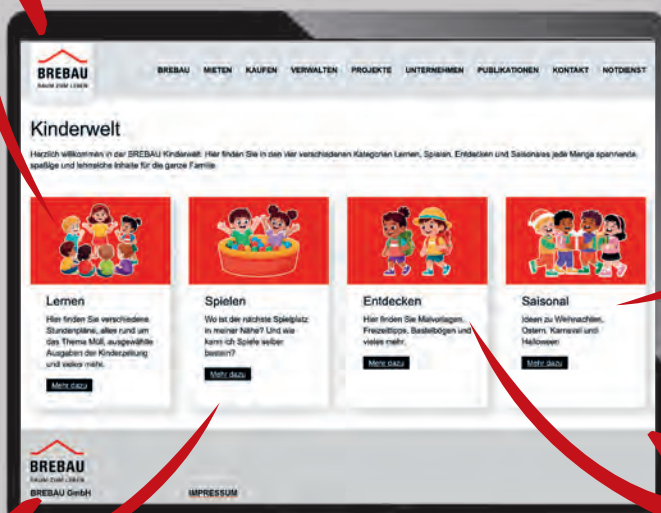 BREBAU
RAUM ZUM LEBEN
BREBAU MIETEN KAUFEN VERWALTEN PROJEKTE UNTERNEHMEN PUBLIKATIONEN KONTAKT NOTDIENST
Kinderwelt
Herzlich willkommen in der BREBAU Kinderwelt. Hier finden Sie in den vier verschiedenen Kategorien Lernen, Spielen, Entdecken und Saisonales jede Menge spannende,
spaßige und lehrreiche Inhalte für die ganze Familie.
Lernen
Hier finden Sie verschiedene
Stundenpläne, alles rund um
das Thema Müll, ausgewählte
Ausgaben der Kinderzeitung
und vieles mehr.
Mehr dazu
Spielen
Wo ist der nächste Spielplatz
in meiner Nähe? Und wie
kann ich Spiele selber
basteln?
Mehr dazu
Entdecken
Hier finden Sie Malvorlagen,
Freizeittipps, Bastelbögen und
vieles mehr.
Mehr dazu
Saisonal
Ideen zu Weihnachten,
Ostern, Karneval und
Halloween
Mehr dazu
BREBAU
RAUM ZUM LEBEN
BREBAU GmbH
IMPRESSUM